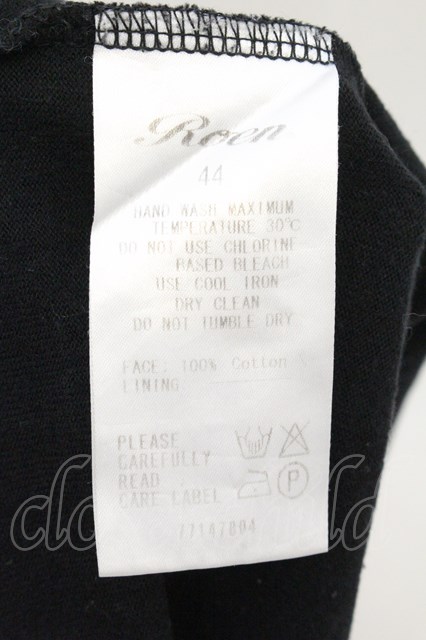 Roen
44
HAND WASH MAXIMUM
TEMPERATURE 30°C
DO NOT USE CHLORINE
BASED BLEACH
USE COOL IRON
DRY CLEAN
DO NOT TUMBLE DRY
FACE: 100% Cotton
LINING
PLEASE
CAREFULLY
READ
CARE LABEL
P
77147804